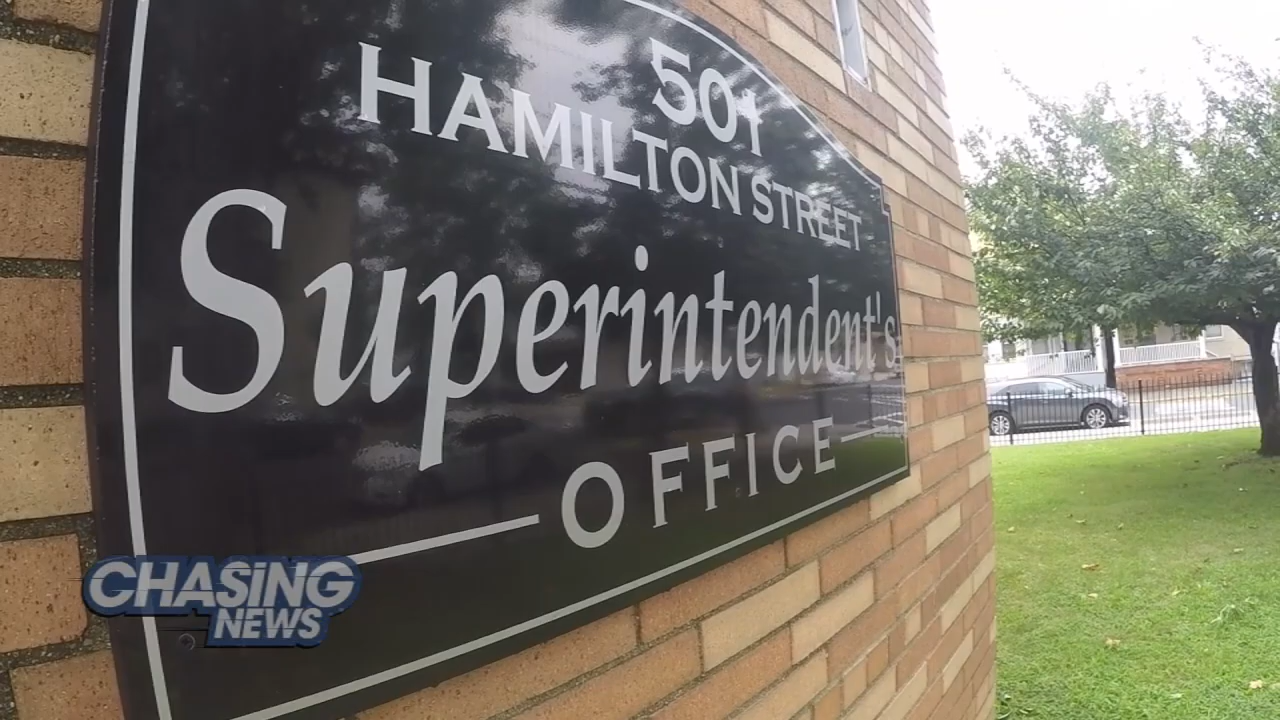 501
HAMILTON STREET
Superintendent's
OFFICE
CHASING
NEWS